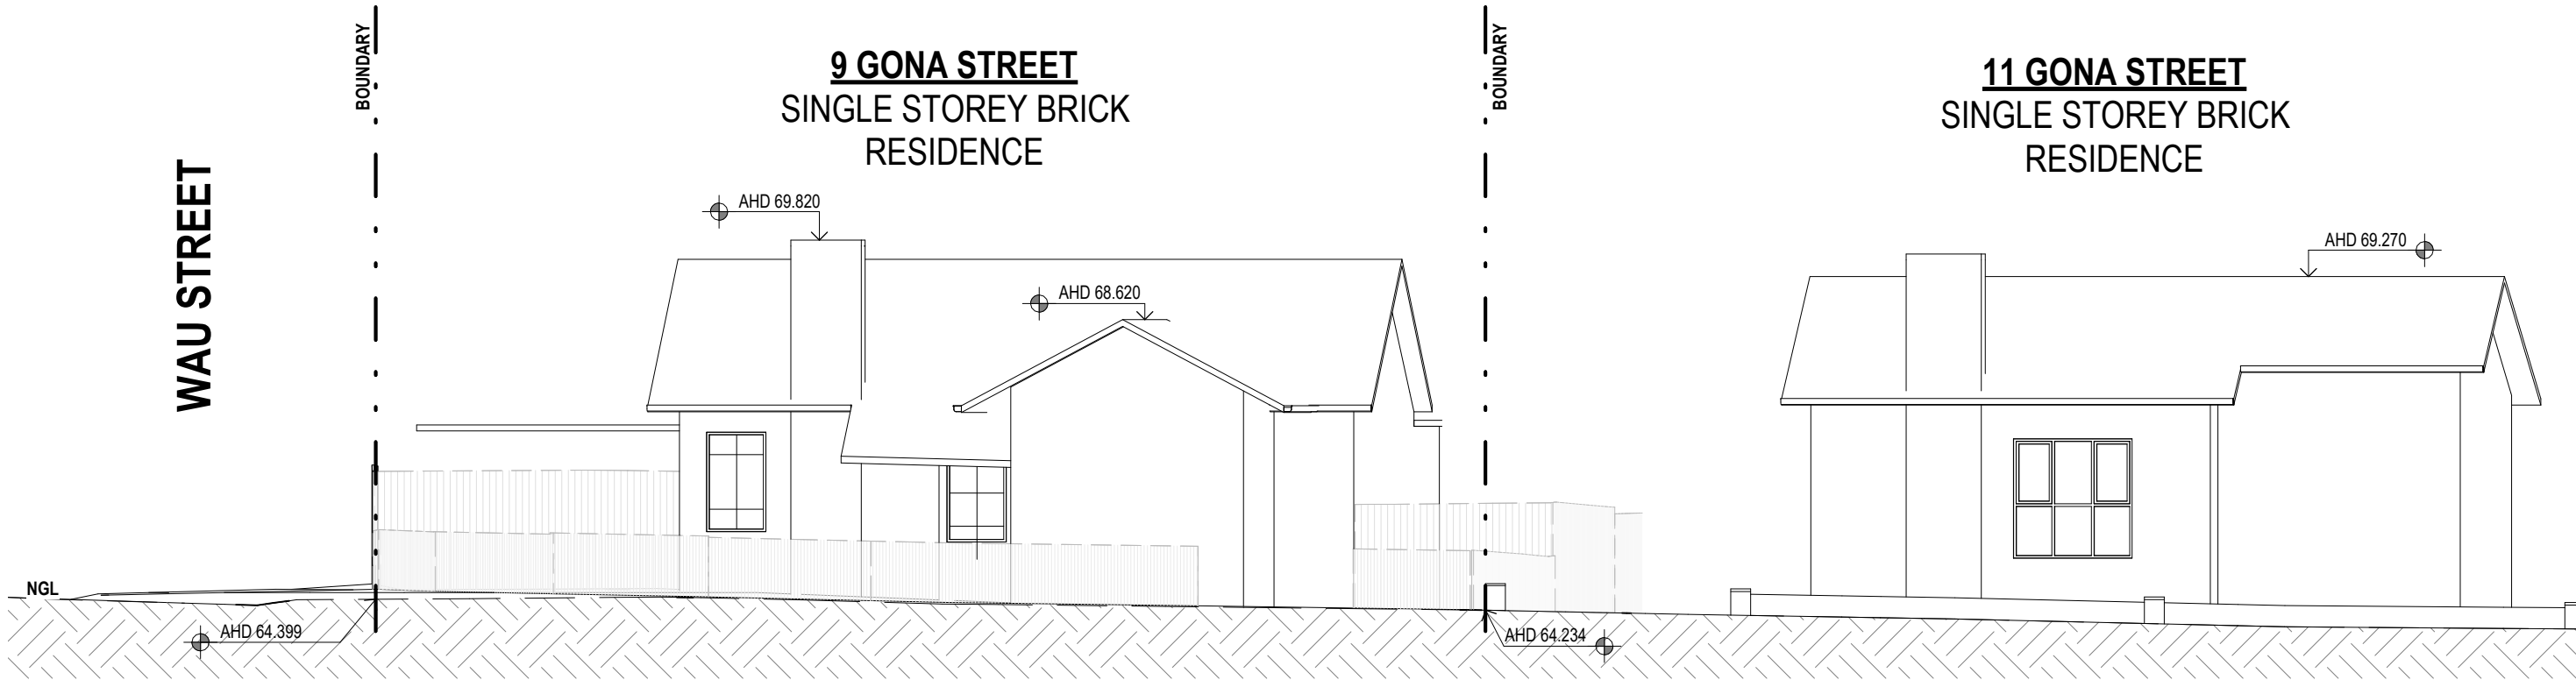 BOUNDARY
WAU STREET
9 GONA STREET
SINGLE STOREY BRICK
RESIDENCE
BOUNDARY
11 GONA STREET
SINGLE STOREY BRICK
RESIDENCE
AHD 69.820
AHD 68.620
AHD 69.270
NGL
AHD 64.399
AHD 64.234